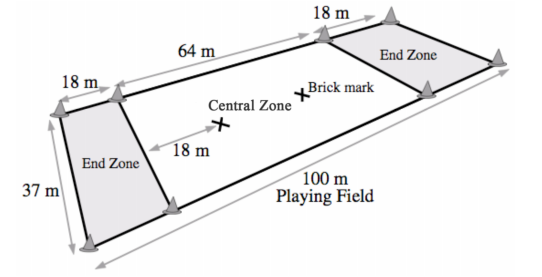 18 m
64 m
End Zone
18 m
Brick mark
Central Zone
18 m
End Zone
37 m
100 m
Playing Field